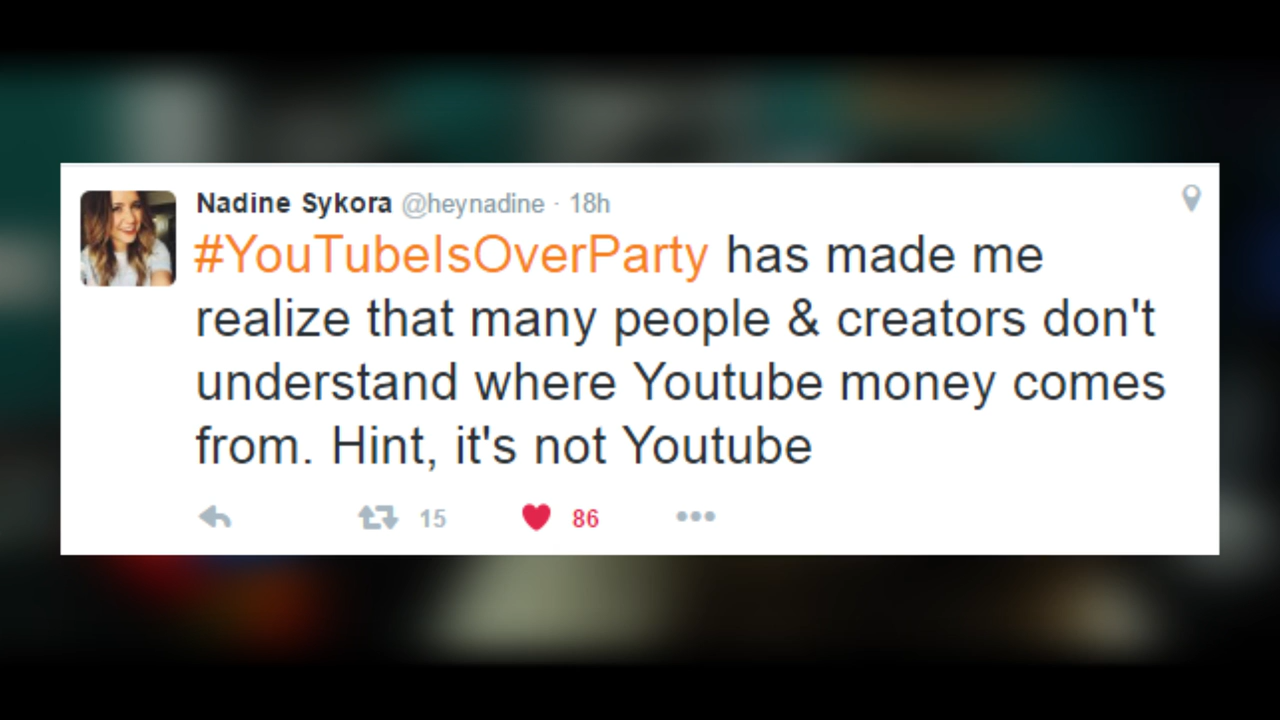 Nadine Sykora @heynadine · 18h
#YouTubeIsOverParty has made me
realize that many people & creators don't
understand where Youtube money comes
from. Hint, it's not Youtube
15 86